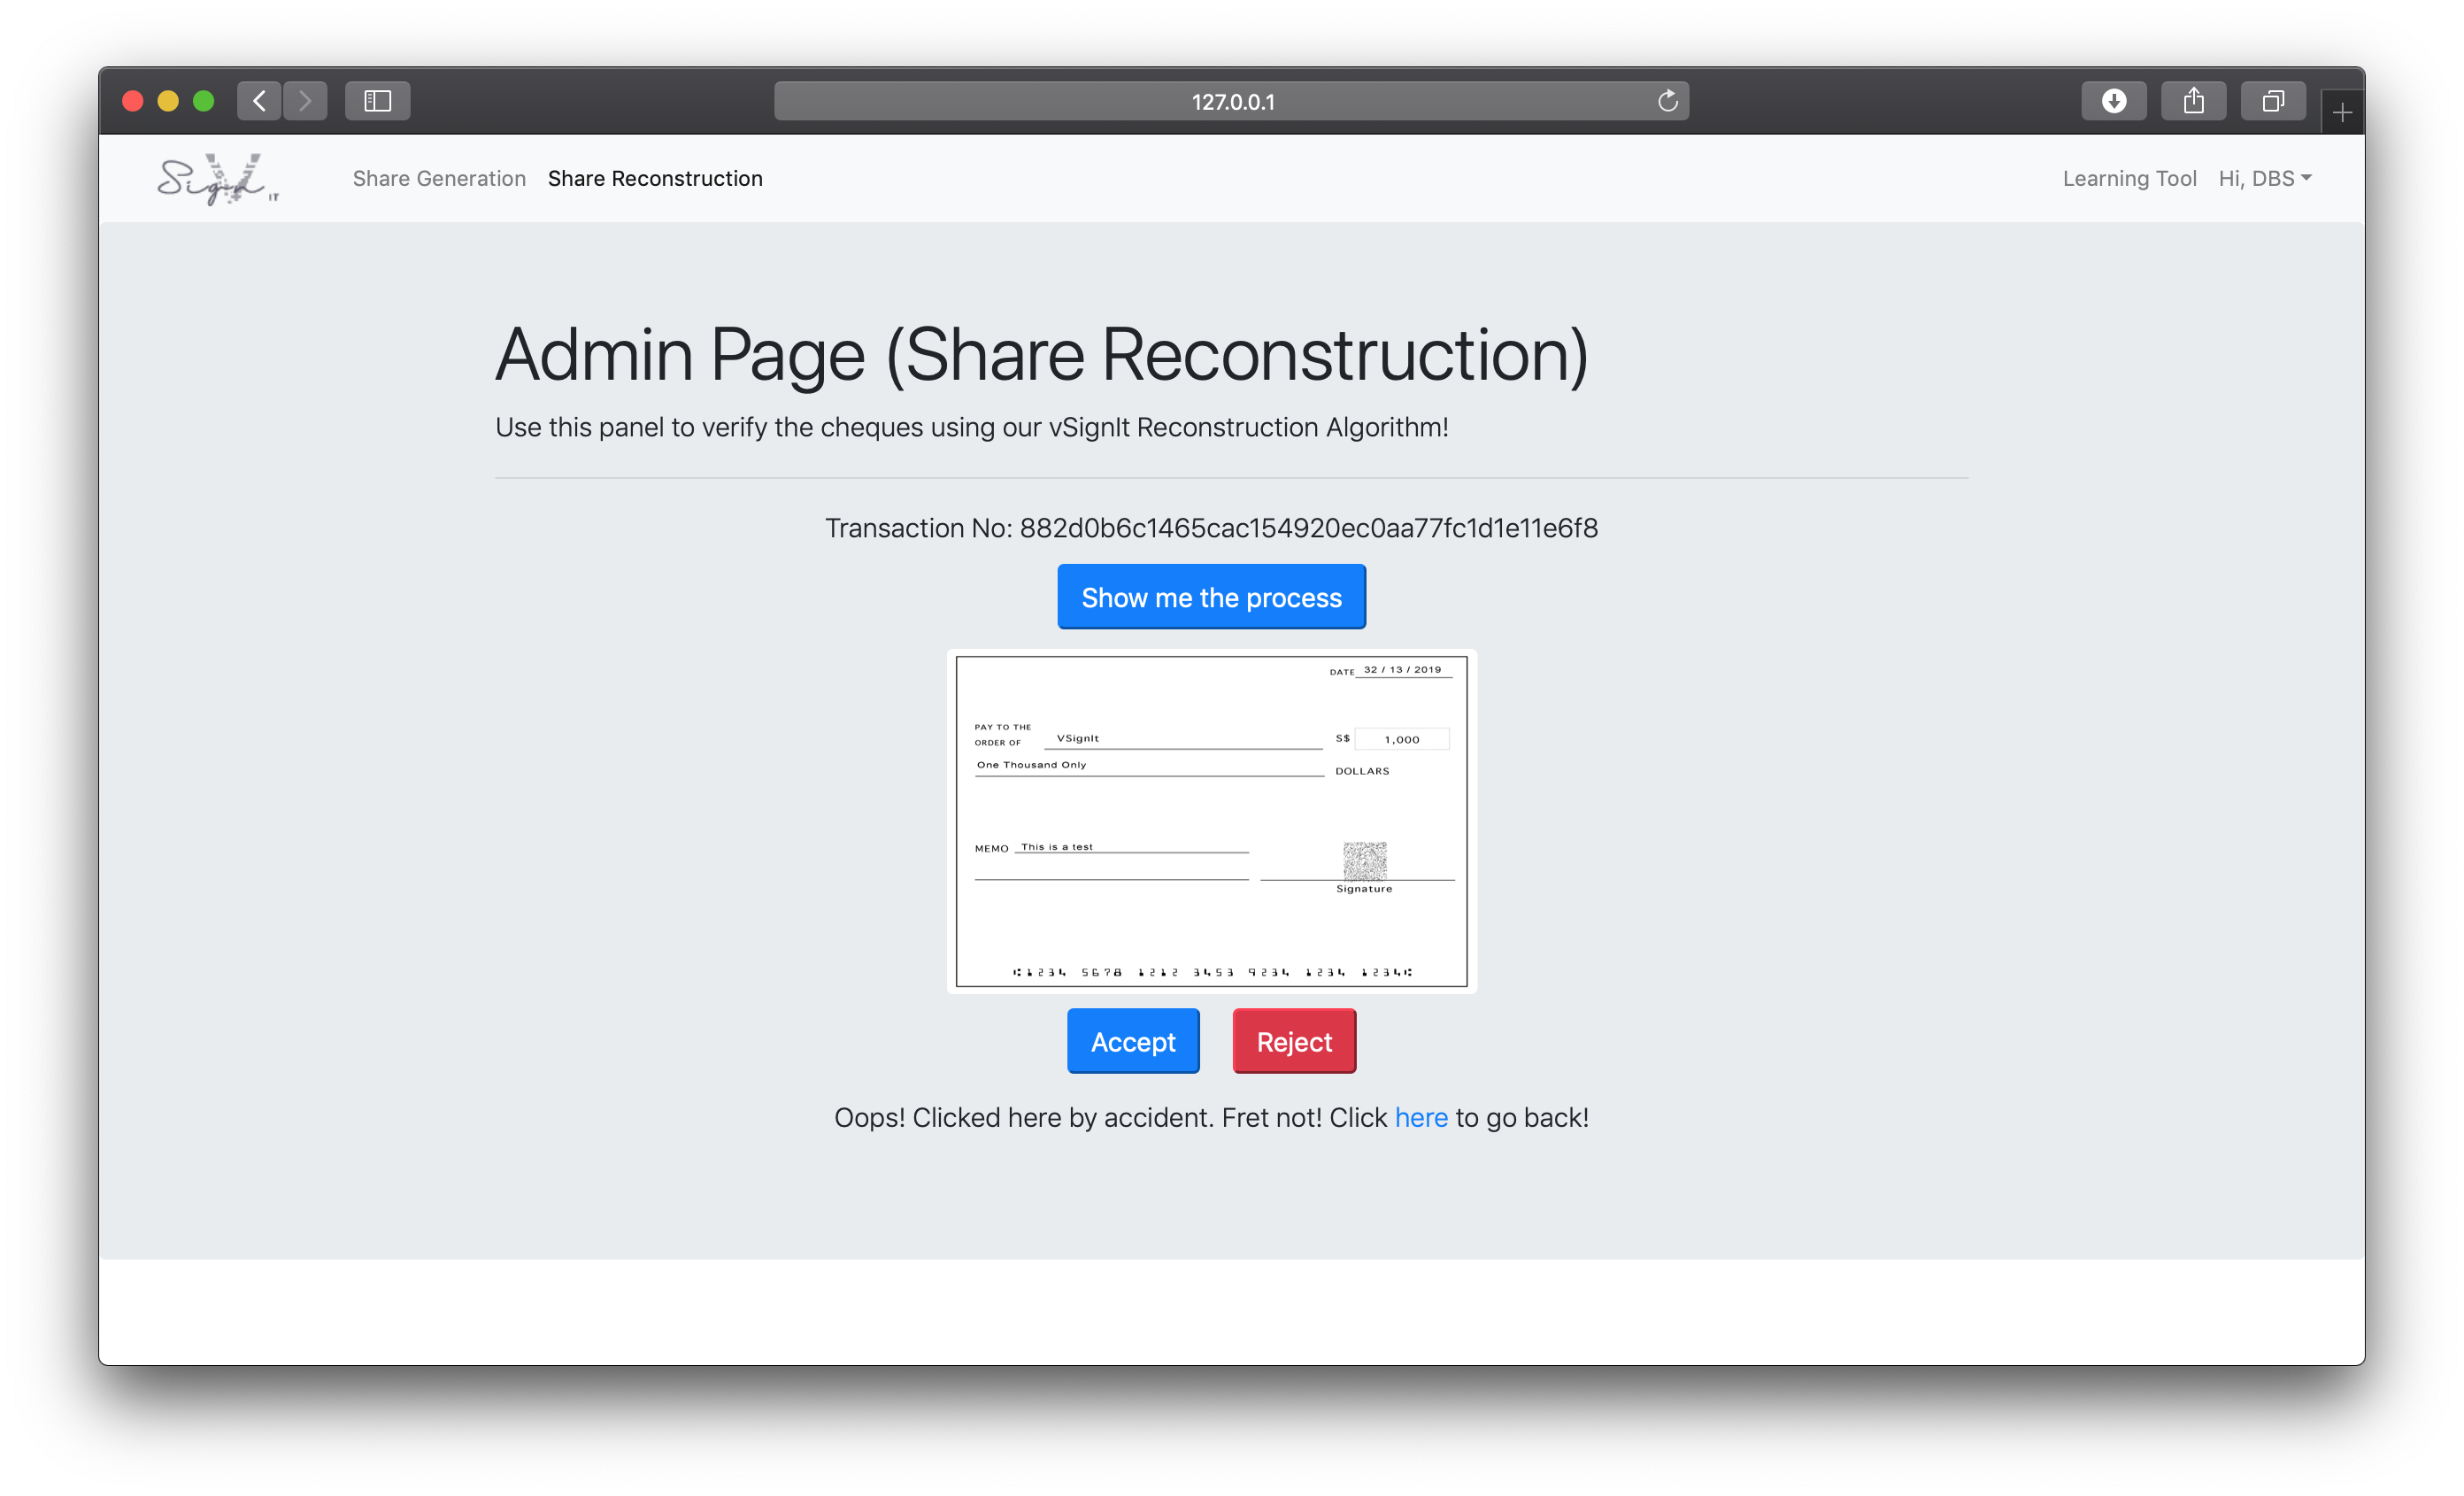 127.0.0.1
Sign V IT
Share Generation Share Reconstruction Learning Tool Hi, DBS
Admin Page (Share Reconstruction)
Use this panel to verify the cheques using our vSignIt Reconstruction Algorithm!
Transaction No: 882d0b6c1465cac154920ec0aa77fc1d1e11e6f8
Show me the process
DATE 32 / 13 / 2019
PAY TO THE
ORDER OF VSignIt S$ 1,000
One Thousand Only DOLLARS
MEMO This is a test
Signature
⑆1234 5678 1212 3453 9234 1234 1234⑆
Accept Reject
Oops! Clicked here by accident. Fret not! Click here to go back!